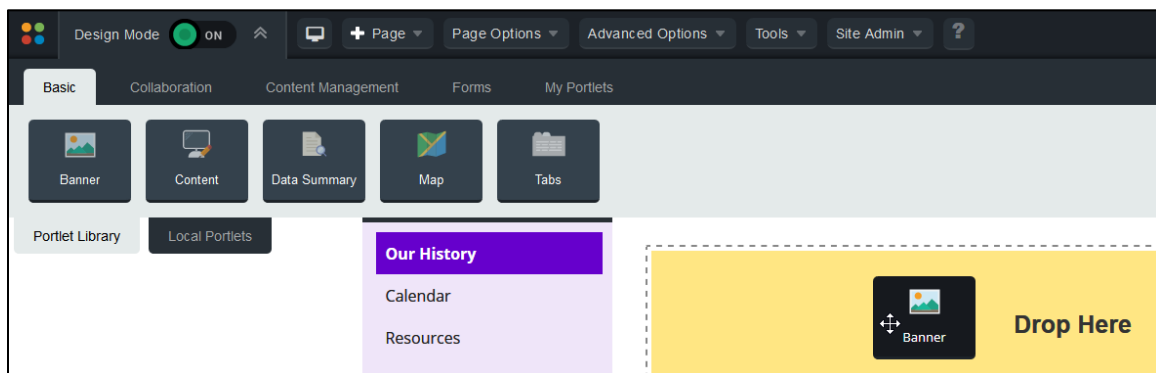 Design Mode ON + Page Page Options Advanced Options Tools Site Admin ?
Basic Collaboration Content Management Forms My Portlets
Banner Content Data Summary Map Tabs
Portlet Library Local Portlets
Our History
Calendar
Resources
Banner Drop Here